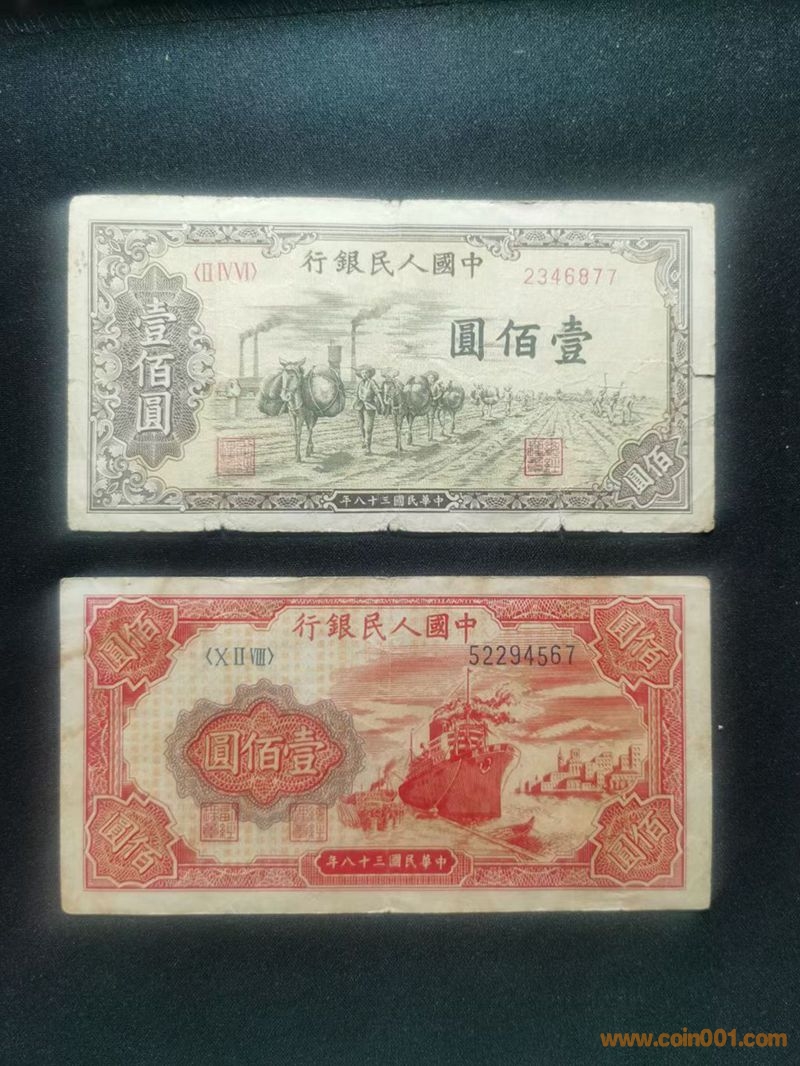 行銀民人國中
〈II IV VI〉
2346877
圓佰壹
壹佰圓
圓佰
年八十三國民華中
行銀民人國中
〈X II VIII〉
52294567
圓佰
圓佰
圓佰壹
圓佰
圓佰
年八十三國民華中
www.coin001.com